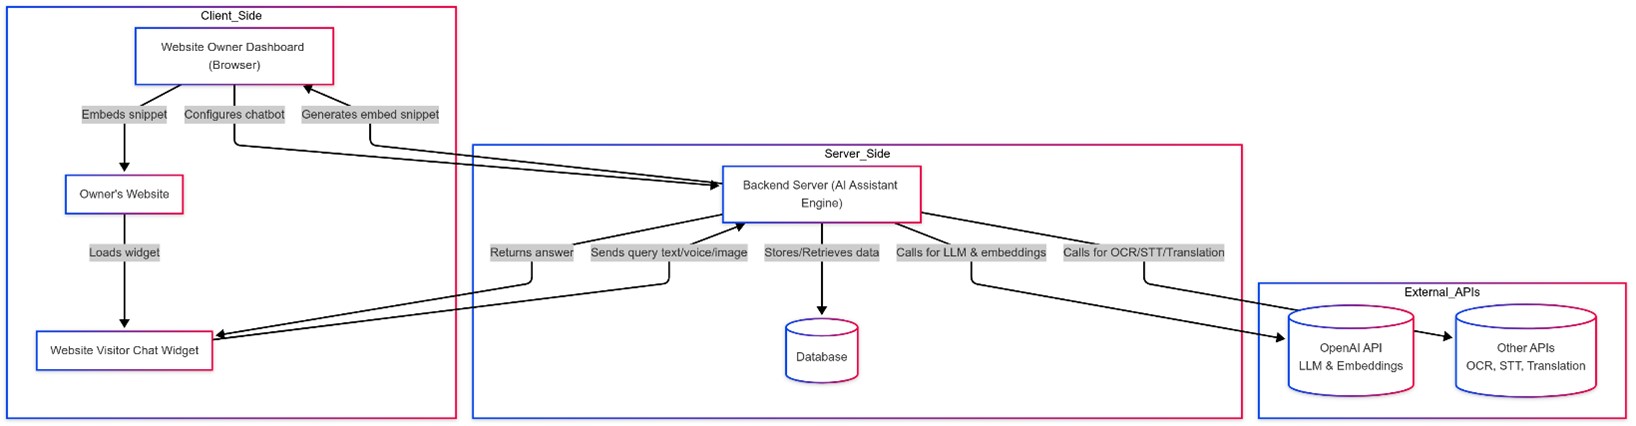 Client_Side
Website Owner Dashboard
(Browser)
Embeds snippet
Configures chatbot
Generates embed snippet
Owner's Website
Loads widget
Website Visitor Chat Widget
Server_Side
Backend Server (AI Assistant
Engine)
Returns answer
Sends query text/voice/image
Stores/Retrieves data
Calls for LLM & embeddings
Calls for OCR/STT/Translation
Database
External_APIs
OpenAI API
LLM & Embeddings
Other APIs
OCR, STT, Translation